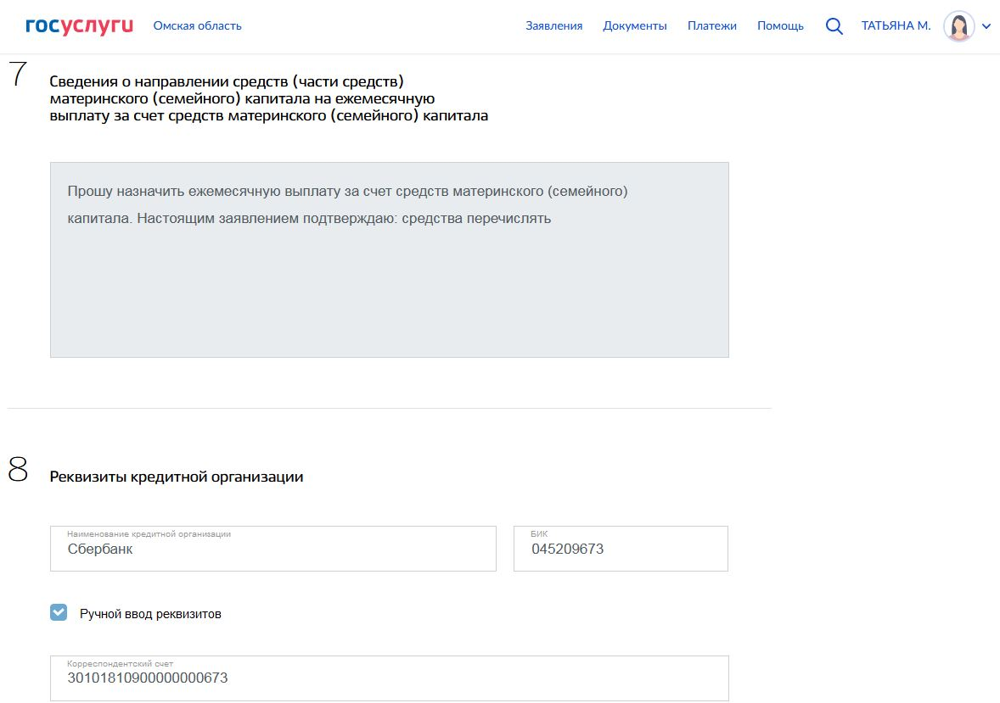 госуслуги Омская область Заявления Документы Платежи Помощь ТАТЬЯНА М.
7
Сведения о направлении средств (части средств)
материнского (семейного) капитала на ежемесячную
выплату за счет средств материнского (семейного) капитала
Прошу назначить ежемесячную выплату за счет средств материнского (семейного)
капитала. Настоящим заявлением подтверждаю: средства перечислять
8
Реквизиты кредитной организации
Наименование кредитной организации БИК
Сбербанк 045209673
Ручной ввод реквизитов
Корреспондентский счет
30101810900000000673